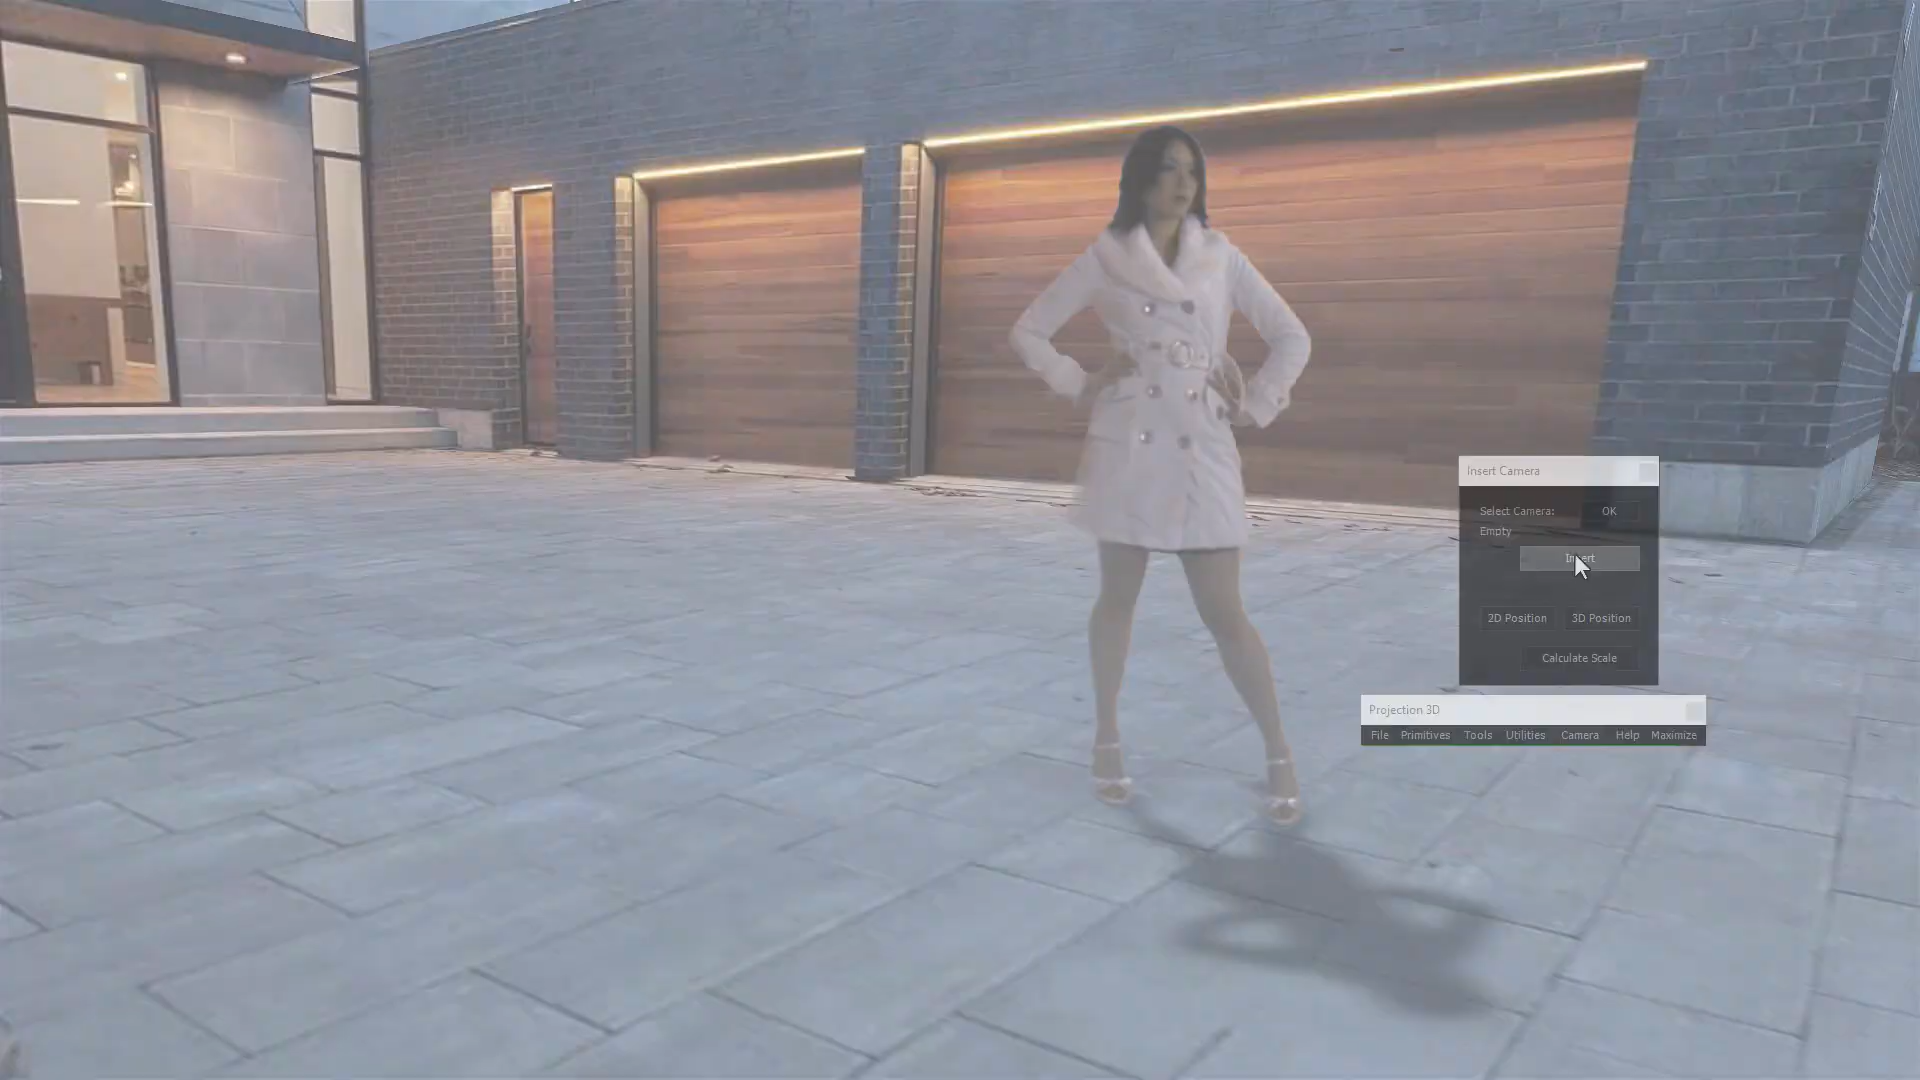 Insert Camera
Select Camera: OK
Empty
Insert
2D Position 3D Position
Calculate Scale
Projection 3D
File Primitives Tools Utilities Camera Help Maximize